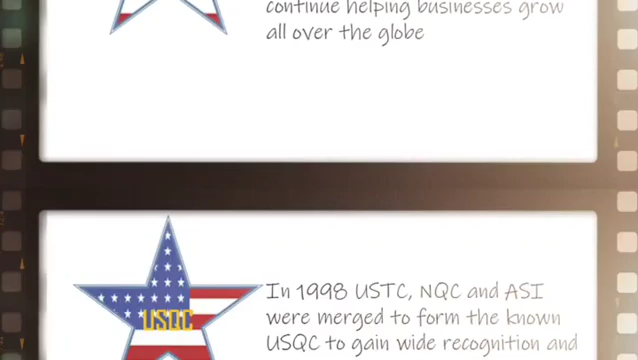 continue helping businesses grow
all over the globe
USQC
In 1998 USTC, NQC and ASI
were merged to form the known
USQC to gain wide recognition and